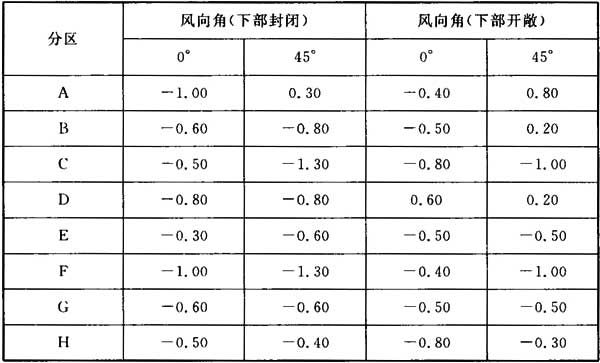 分区 风向角(下部封闭) 风向角(下部开敞)
0° 45° 0° 45°
A −1.00 0.30 −0.40 0.80
B −0.60 −0.80 −0.50 0.20
C −0.50 −1.30 −0.80 −1.00
D −0.80 −0.80 0.60 0.20
E −0.30 −0.60 −0.50 −0.50
F −1.00 −1.30 −0.40 −1.00
G −0.60 −0.60 −0.50 −0.50
H −0.50 −0.40 −0.80 −0.30